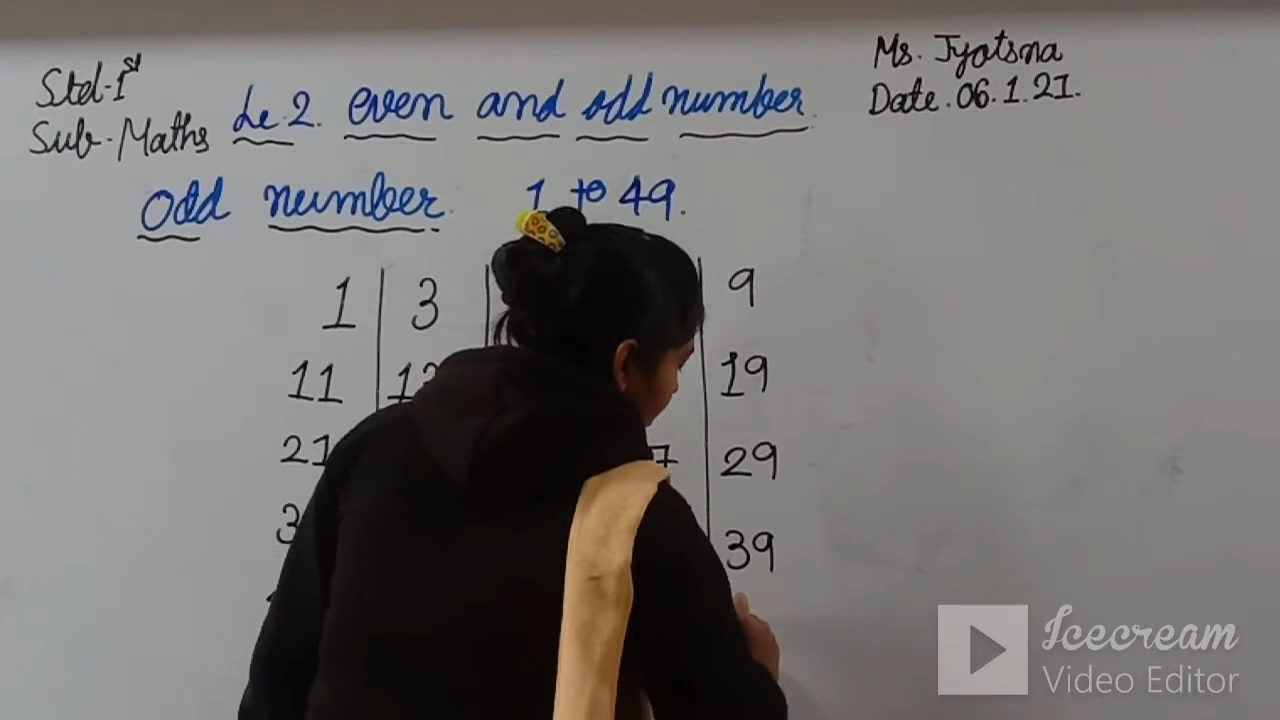 Std-1st
Sub-Maths
Le.2. even and odd number.
Ms. Jyotsna
Date.06.1.21.
odd number. 1 to 49.
1 3 9
11 19
21 29
39
Icecream
Video Editor